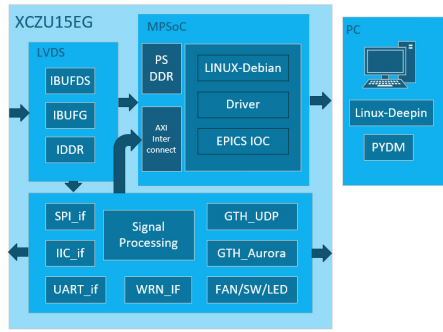 XCZU15EG
LVDS
IBUFDS
IBUFG
IDDR
MPSoC
PS
DDR
AXI
Inter
connect
LINUX-Debian
Driver
EPICS IOC
PC
Linux-Deepin
PYDM
SPI_if
IIC_if
UART_if
Signal
Processing
WRN_IF
GTH_UDP
GTH_Aurora
FAN/SW/LED